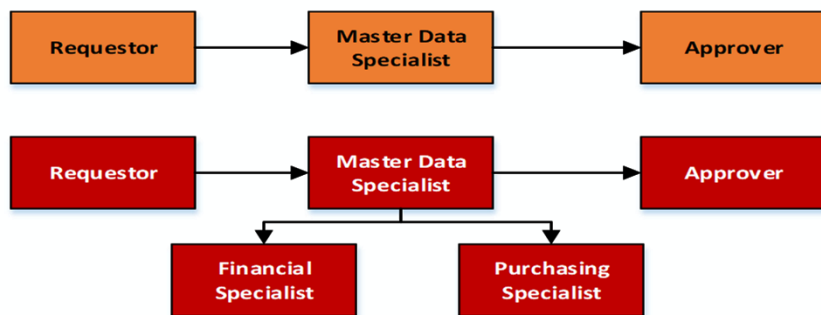 Requestor
Master Data
Specialist
Approver
Requestor
Master Data
Specialist
Approver
Financial
Specialist
Purchasing
Specialist